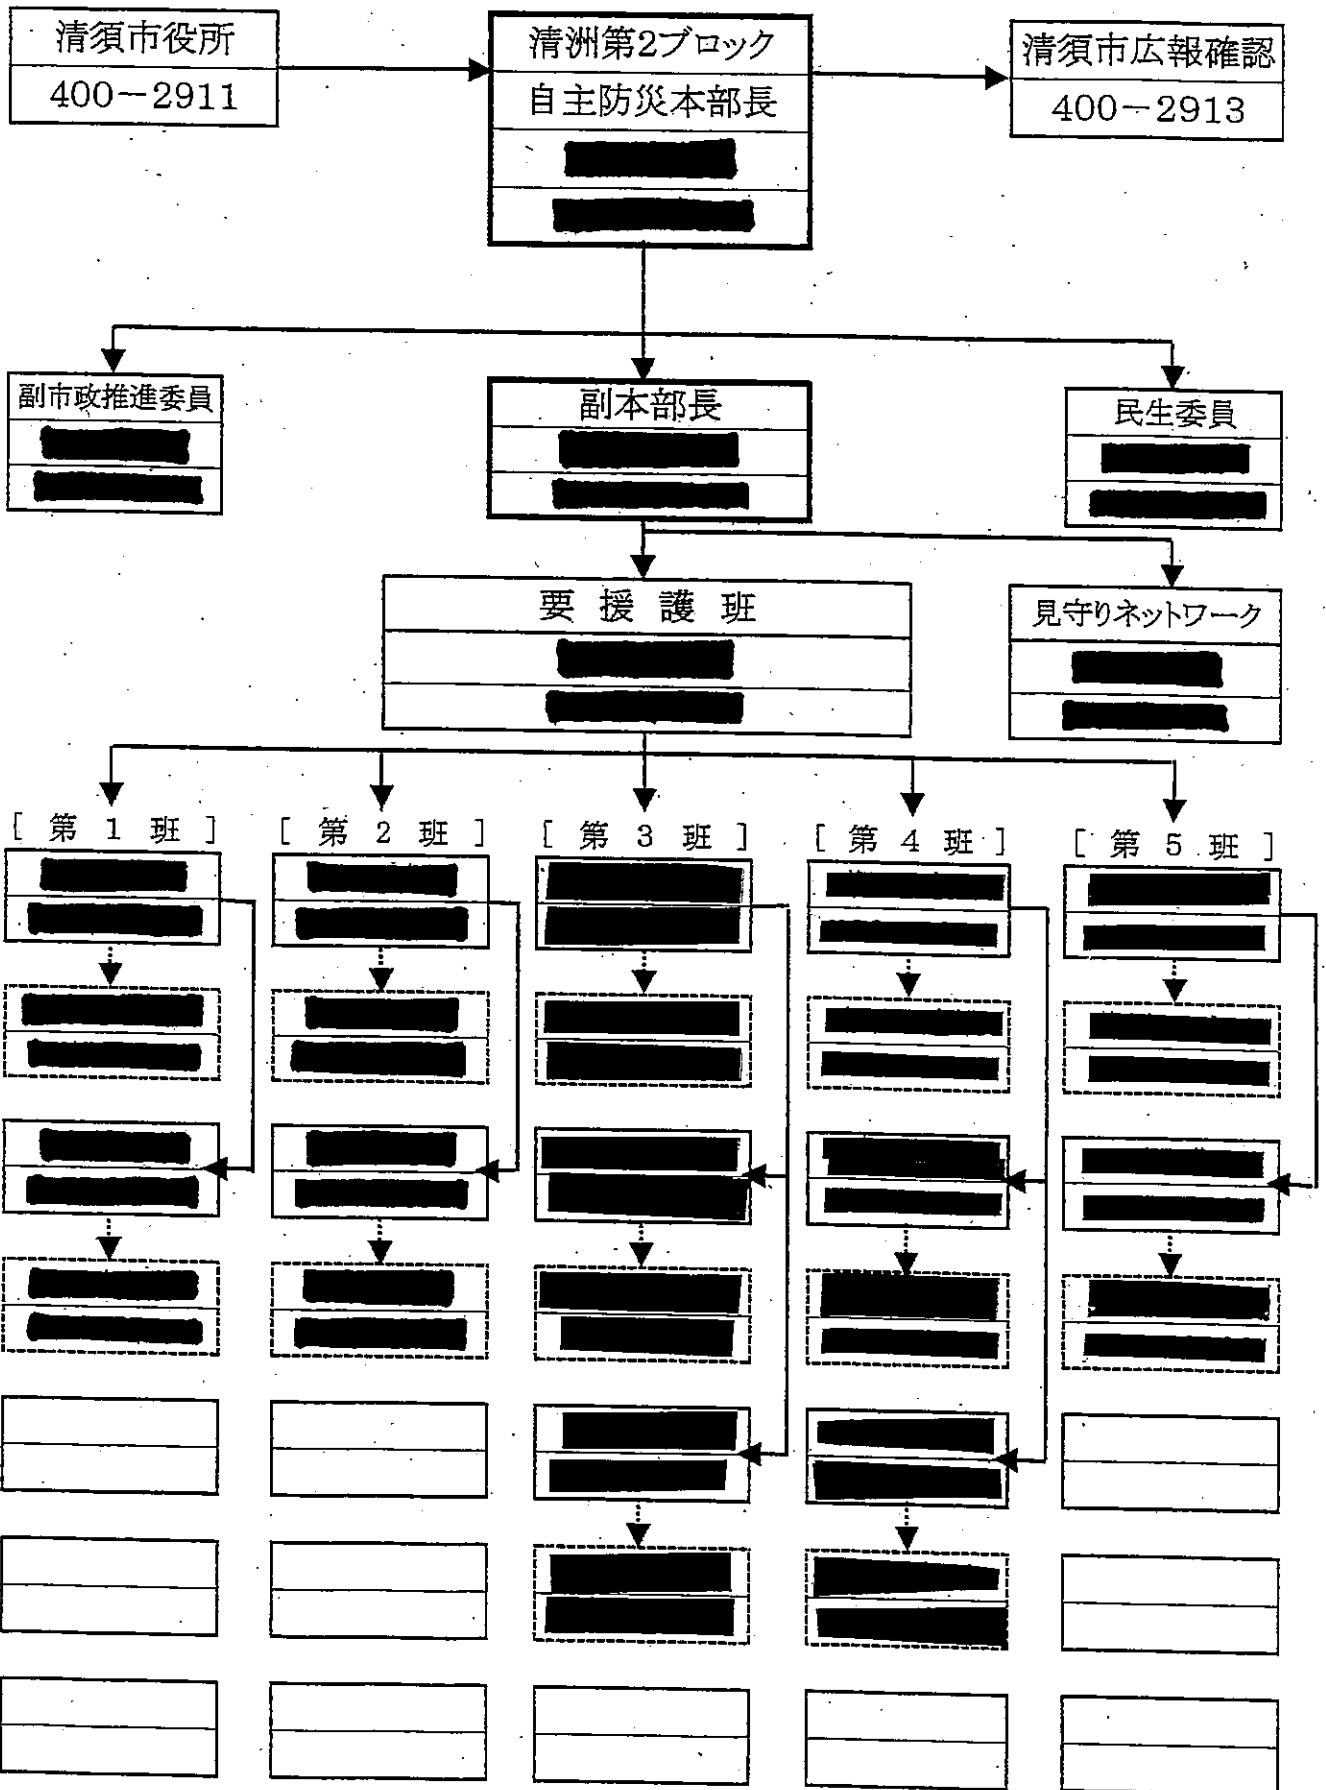 清須市役所
400-2911
清洲第2ブロック
自主防災本部長
清須市広報確認
400-2913
副市政推進委員
副本部長
民生委員
要援護班
見守りネットワーク
[第1班]
[第2班]
[第3班]
[第4班]
[第5班]